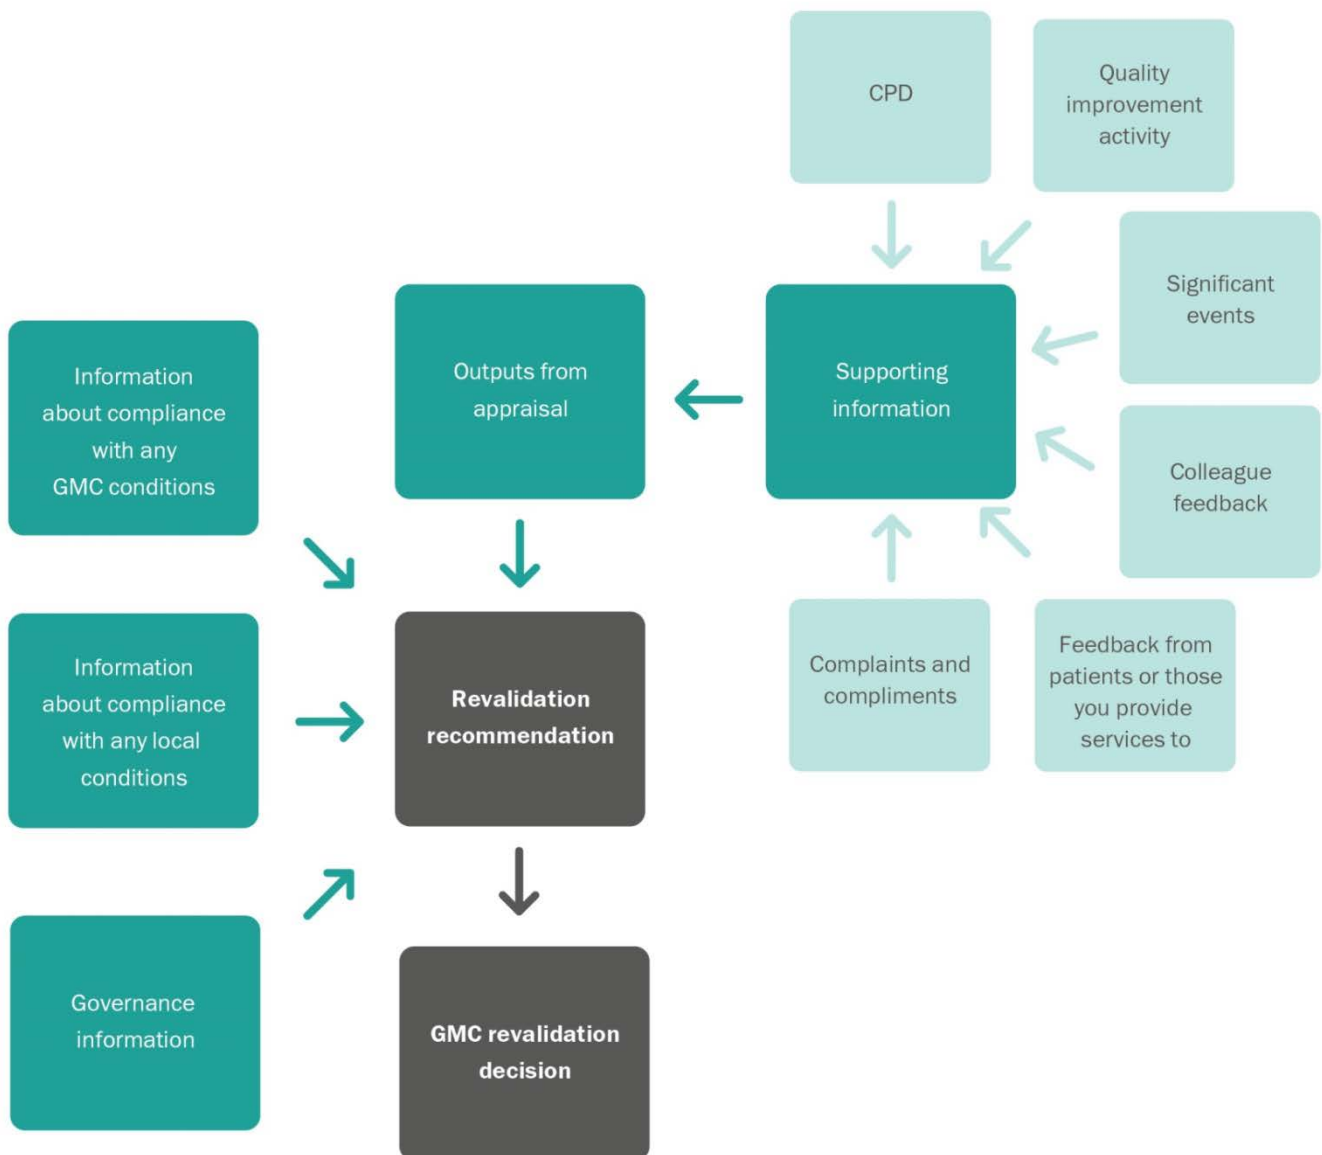 CPD
Quality
improvement
activity
Significant
events
Information
about compliance
with any
GMC conditions
Outputs from
appraisal
Supporting
information
Colleague
feedback
Information
about compliance
with any local
conditions
Revalidation
recommendation
Complaints and
compliments
Feedback from
patients or those
you provide
services to
Governance
information
GMC revalidation
decision